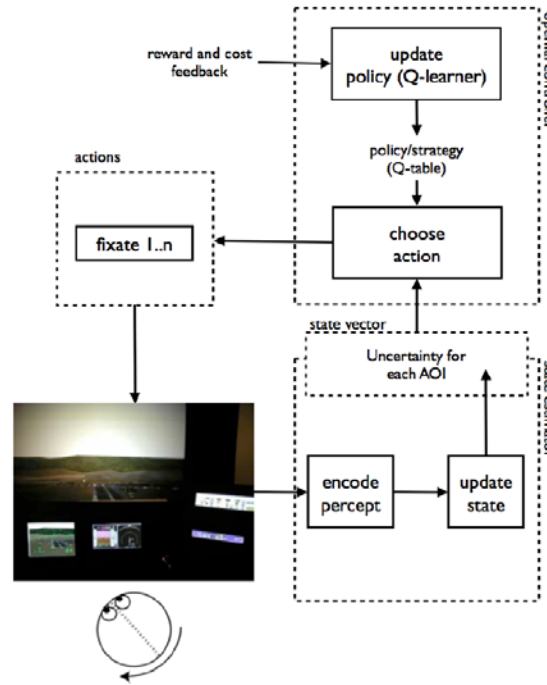 reward and cost
feedback
update
policy (Q-learner)
policy/strategy
(Q-table)
actions
fixate 1..n
choose
action
state vector
Uncertainty for
each AOI
encode
percept
update
state